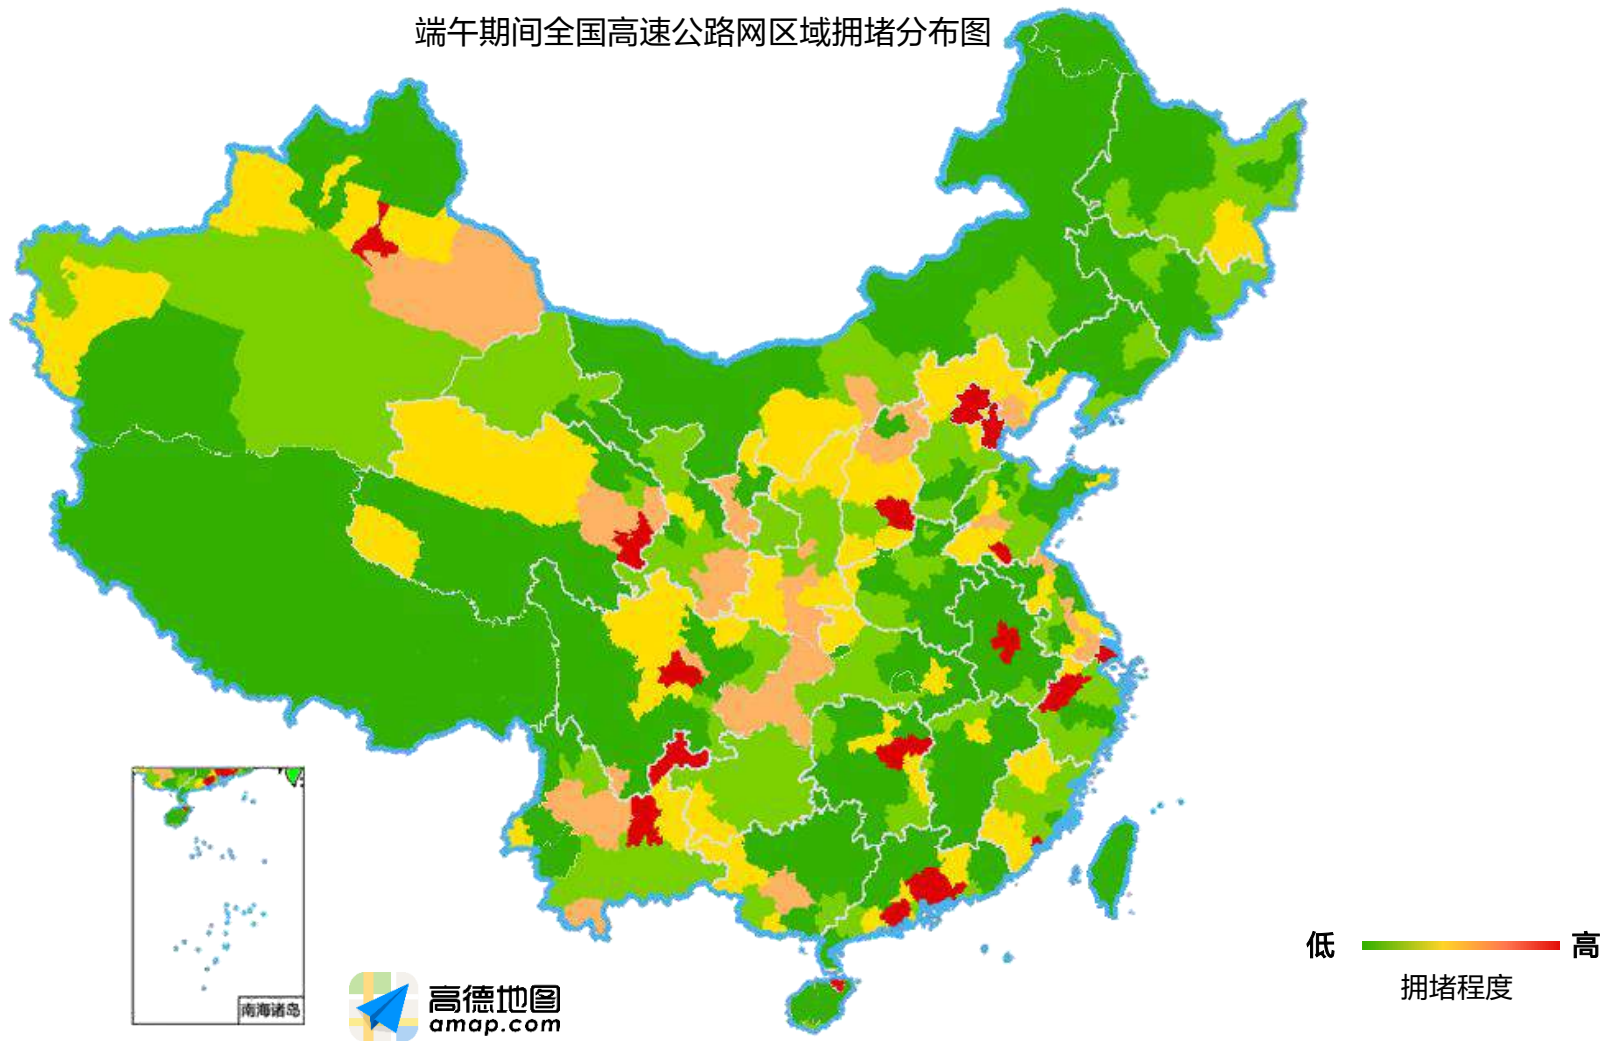 端午期间全国高速公路网区域拥堵分布图
低
高
拥堵程度
南海诸岛
高德地图
amap.com